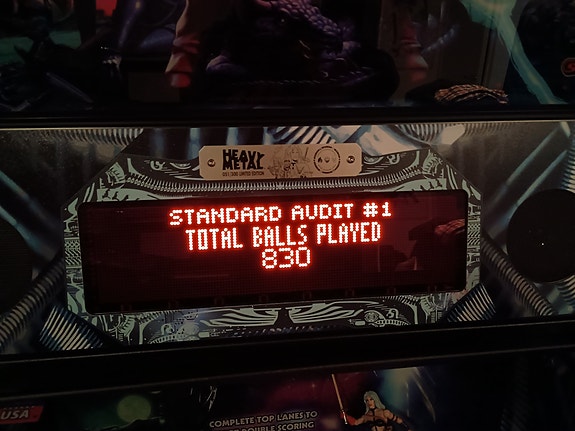 HEAVY
METAL
STANDARD AUDIT #1
TOTAL BALLS PLAYED
830
USA
COMPLETE TOP LANES TO
DOUBLE SCORING